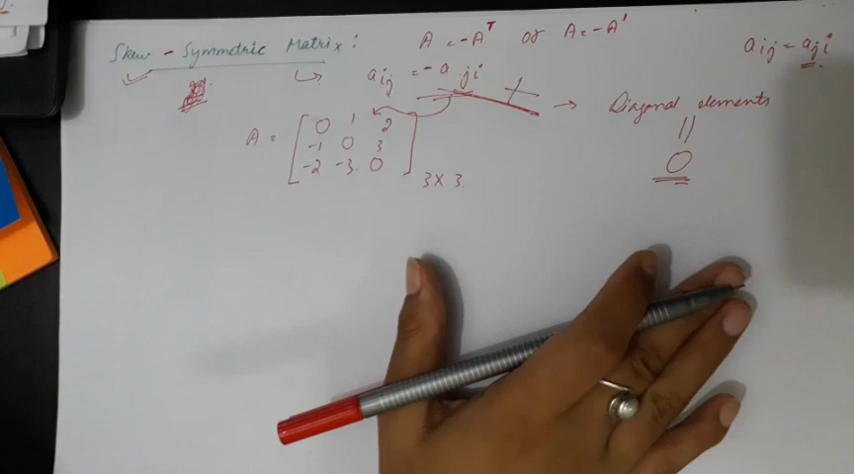 Skew - Symmetric Matrix : A = -Aᵀ or A = -A'
aij = -a ji
aij = aji
→ Diagonal elements
||
0
A = [ 0 1 2
-1 0 3
-2 -3 0 ] 3 × 3.